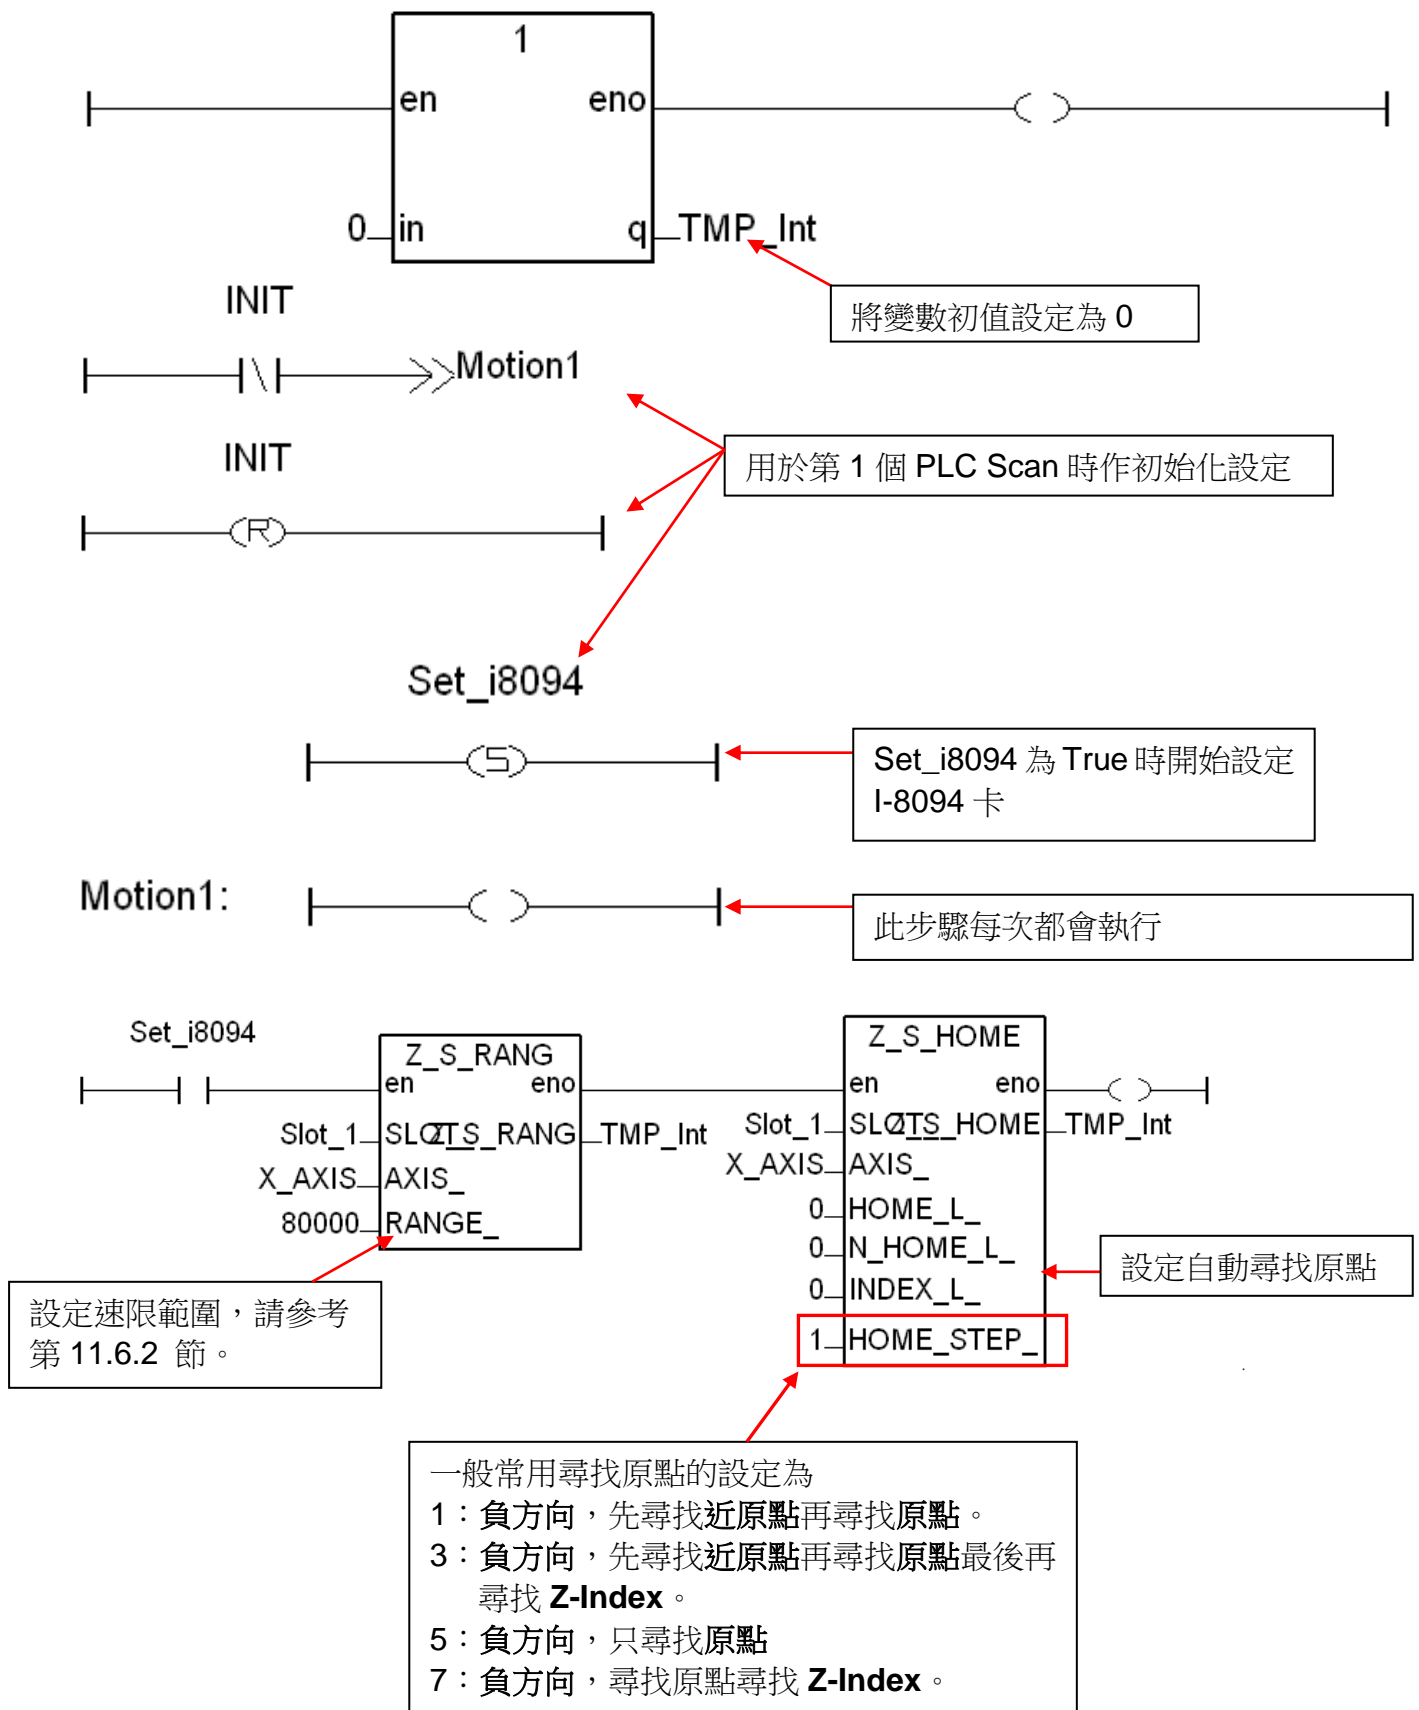 1
en eno
0 in q TMP_Int
將變數初值設定為 0
INIT
Motion1
INIT
用於第 1 個 PLC Scan 時作初始化設定
R
Set_i8094
S
Set_i8094 為 True 時開始設定
I-8094 卡
Motion1:
此步驟每次都會執行
Set_i8094
Z_S_RANG
en eno
Slot_1 SLOT_ Z_S_RANG TMP_Int
X_AXIS AXIS_
80000 RANGE_
Z_S_HOME
en eno
Slot_1 SLOT_ Z_S_HOME TMP_Int
X_AXIS AXIS_
0 HOME_L_
0 N_HOME_L_
0 INDEX_L_
1 HOME_STEP_
設定自動尋找原點
設定速限範圍，請參考
第 11.6.2 節。
一般常用尋找原點的設定為
1：負方向，先尋找近原點再尋找原點。
3：負方向，先尋找近原點再尋找原點最後再
尋找 Z-Index。
5：負方向，只尋找原點
7：負方向，尋找原點尋找 Z-Index。